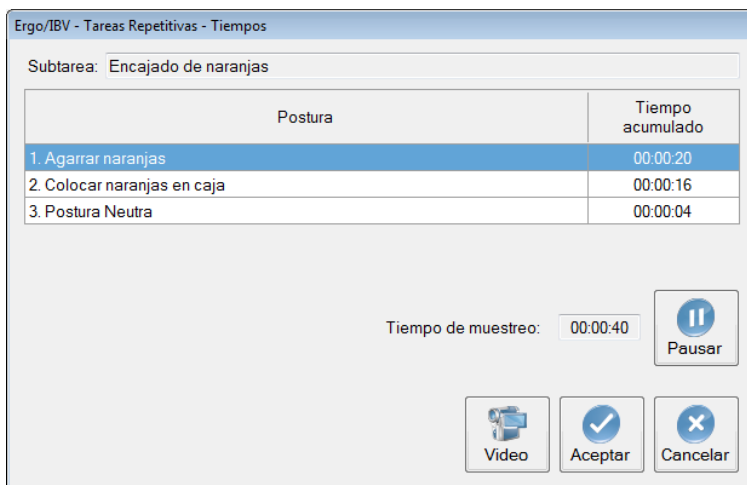 Ergo/IBV - Tareas Repetitivas - Tiempos
Subtarea: Encajado de naranjas
Postura Tiempo acumulado
1. Agarrar naranjas 00:00:20
2. Colocar naranjas en caja 00:00:16
3. Postura Neutra 00:00:04
Tiempo de muestreo: 00:00:40 Pausar
Video Aceptar Cancelar